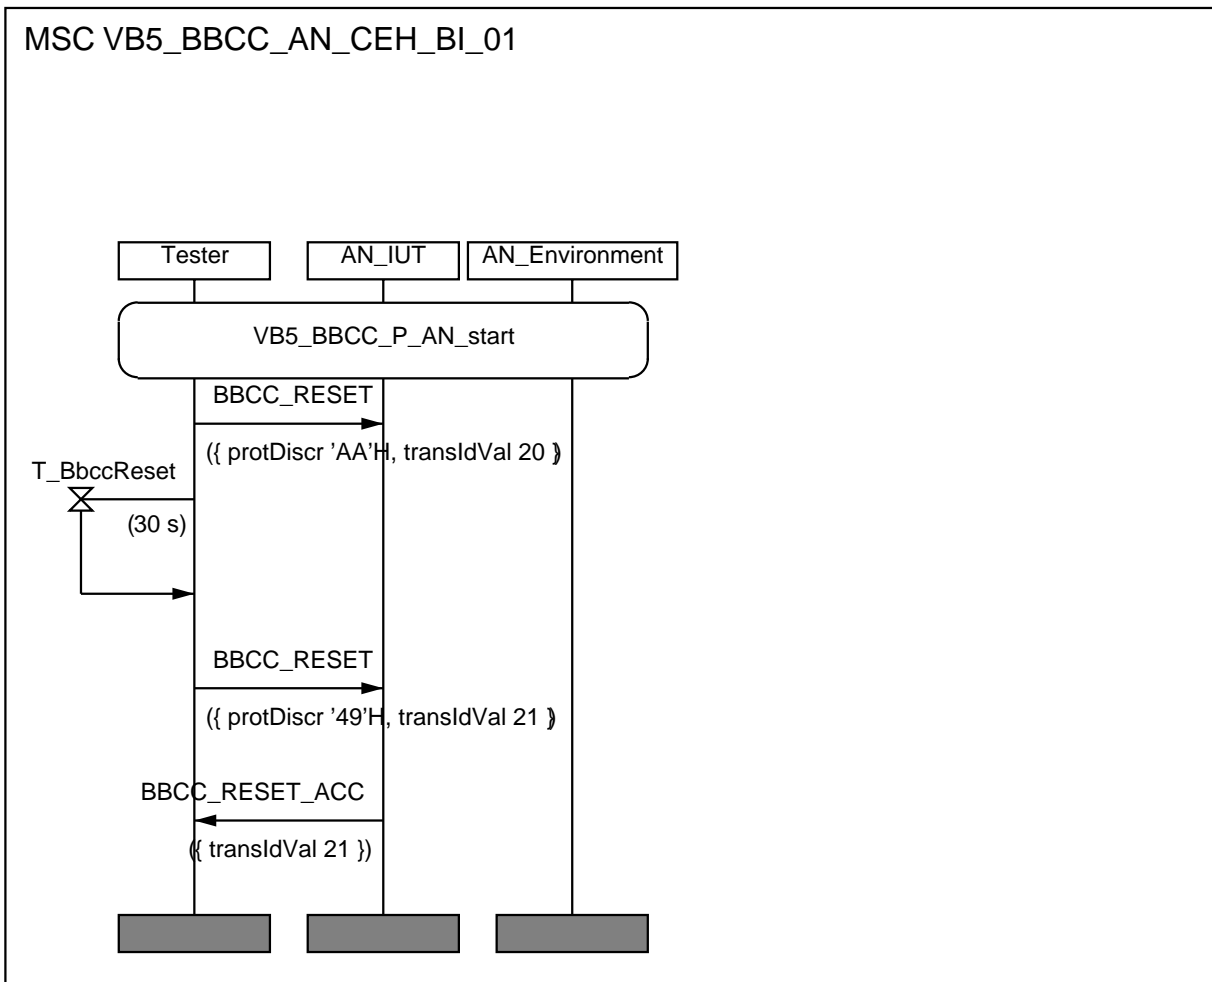 MSC VB5_BBCC_AN_CEH_BI_01
Tester
AN_IUT
AN_Environment
VB5_BBCC_P_AN_start
BBCC_RESET
({ protDiscr ’AA’H, transIdVal 20 })
T_BbccReset
(30 s)
BBCC_RESET
({ protDiscr ’49’H, transIdVal 21 })
BBCC_RESET_ACC
({ transIdVal 21 })